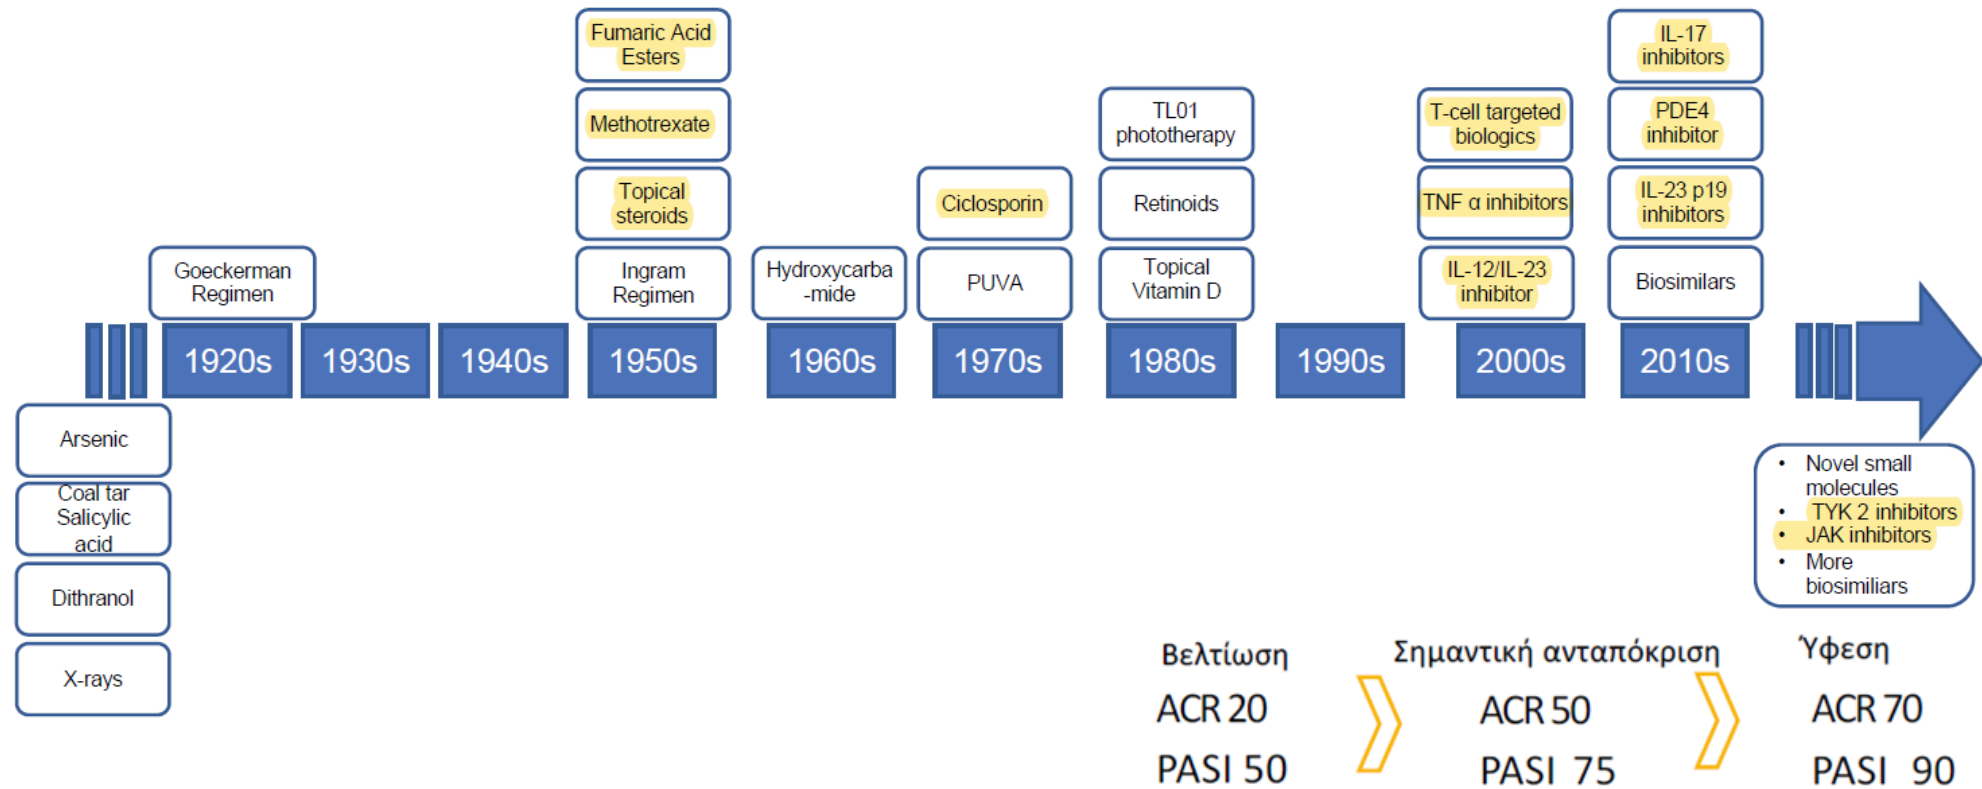 Fumaric Acid
Esters
Methotrexate
Topical
steroids
Ingram
Regimen
Goeckerman
Regimen
Hydroxycarba
-mide
Ciclosporin
PUVA
TL01
phototherapy
Retinoids
Topical
Vitamin D
T-cell targeted
biologics
TNF α inhibitors
IL-12/IL-23
inhibitor
IL-17
inhibitors
PDE4
inhibitor
IL-23 p19
inhibitors
Biosimilars
1920s
1930s
1940s
1950s
1960s
1970s
1980s
1990s
2000s
2010s
Arsenic
Coal tar
Salicylic
acid
Dithranol
X-rays
• Novel small
molecules
• TYK 2 inhibitors
• JAK inhibitors
• More
biosimiliars
Βελτίωση
ACR 20
PASI 50
Σημαντική ανταπόκριση
ACR 50
PASI 75
Ύφεση
ACR 70
PASI 90